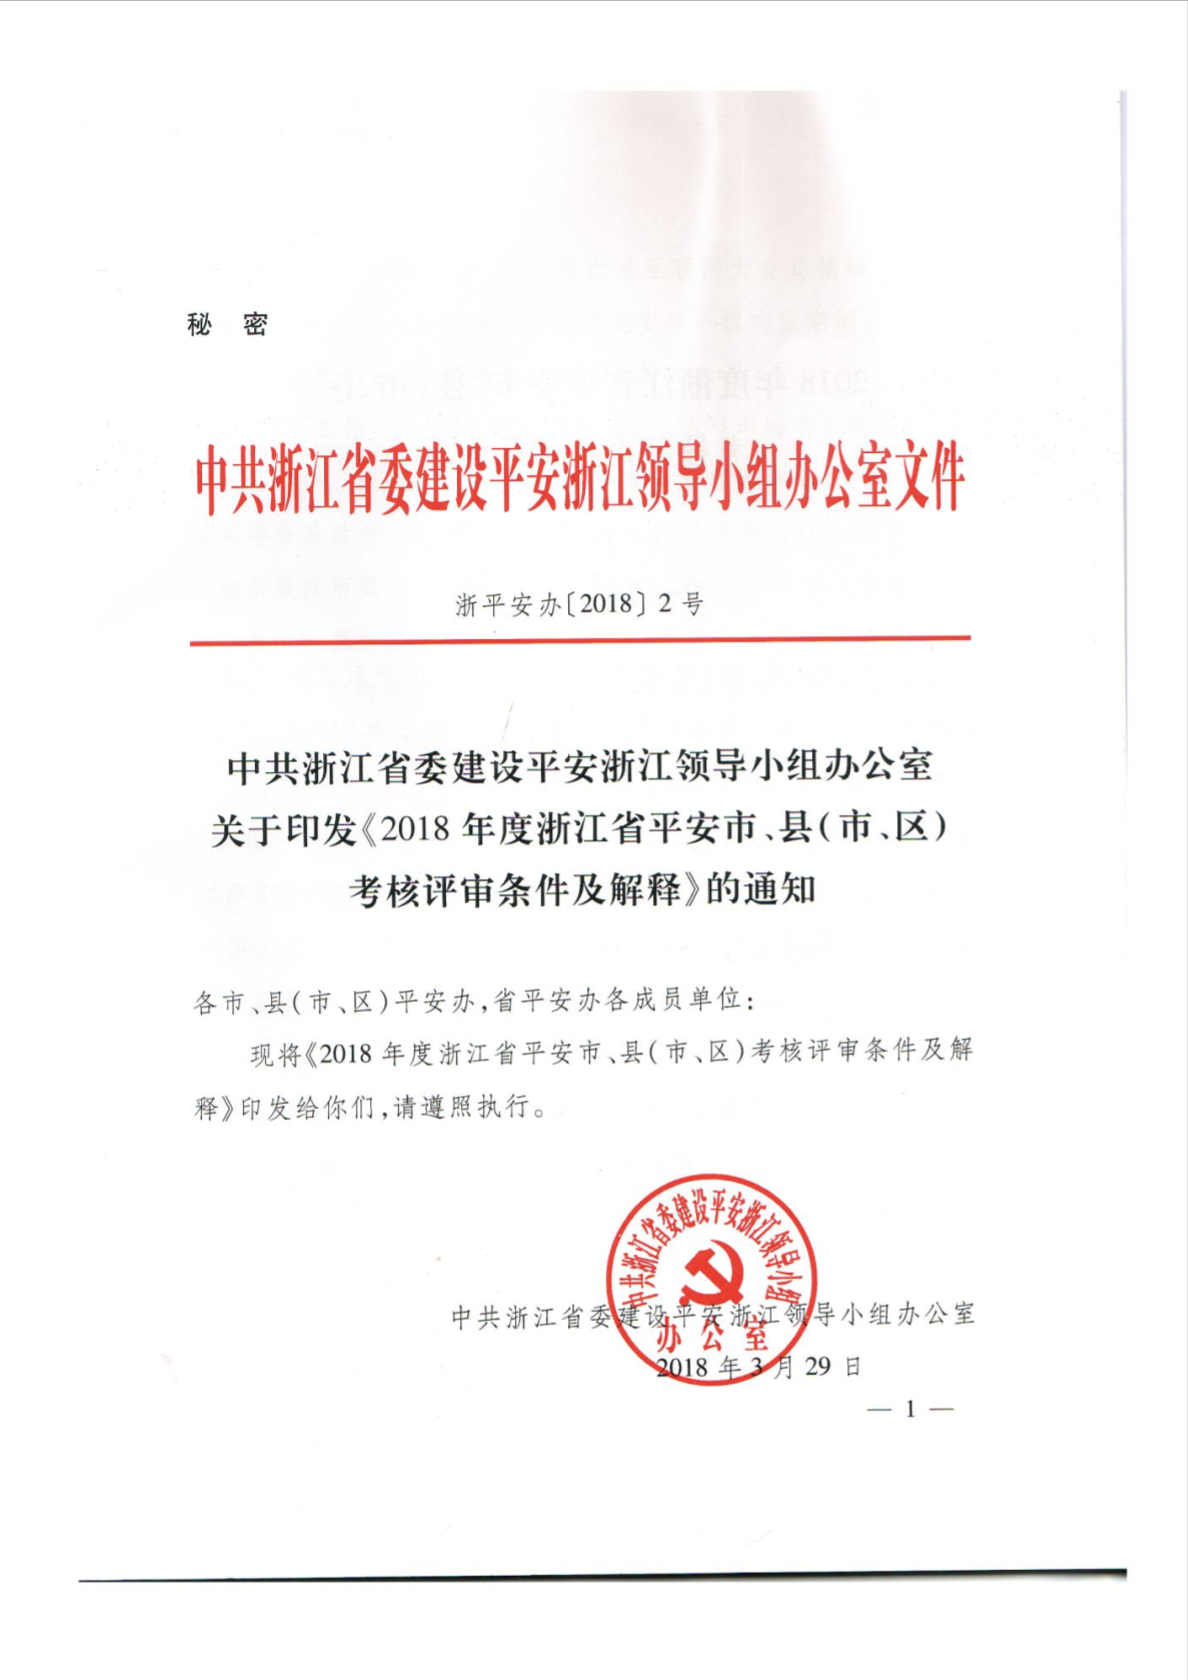 秘 密
中共浙江省委建设平安浙江领导小组办公室文件
浙平安办〔2018〕2号
中共浙江省委建设平安浙江领导小组办公室
关于印发《2018年度浙江省平安市、县(市、区)
考核评审条件及解释》的通知
各市、县(市、区)平安办,省平安办各成员单位:
现将《2018年度浙江省平安市、县(市、区)考核评审条件及解
释》印发给你们,请遵照执行。
中共浙江省委建设平安浙江领导小组
办公室
中共浙江省委建设平安浙江领导小组办公室
2018年3月29日
— 1 —